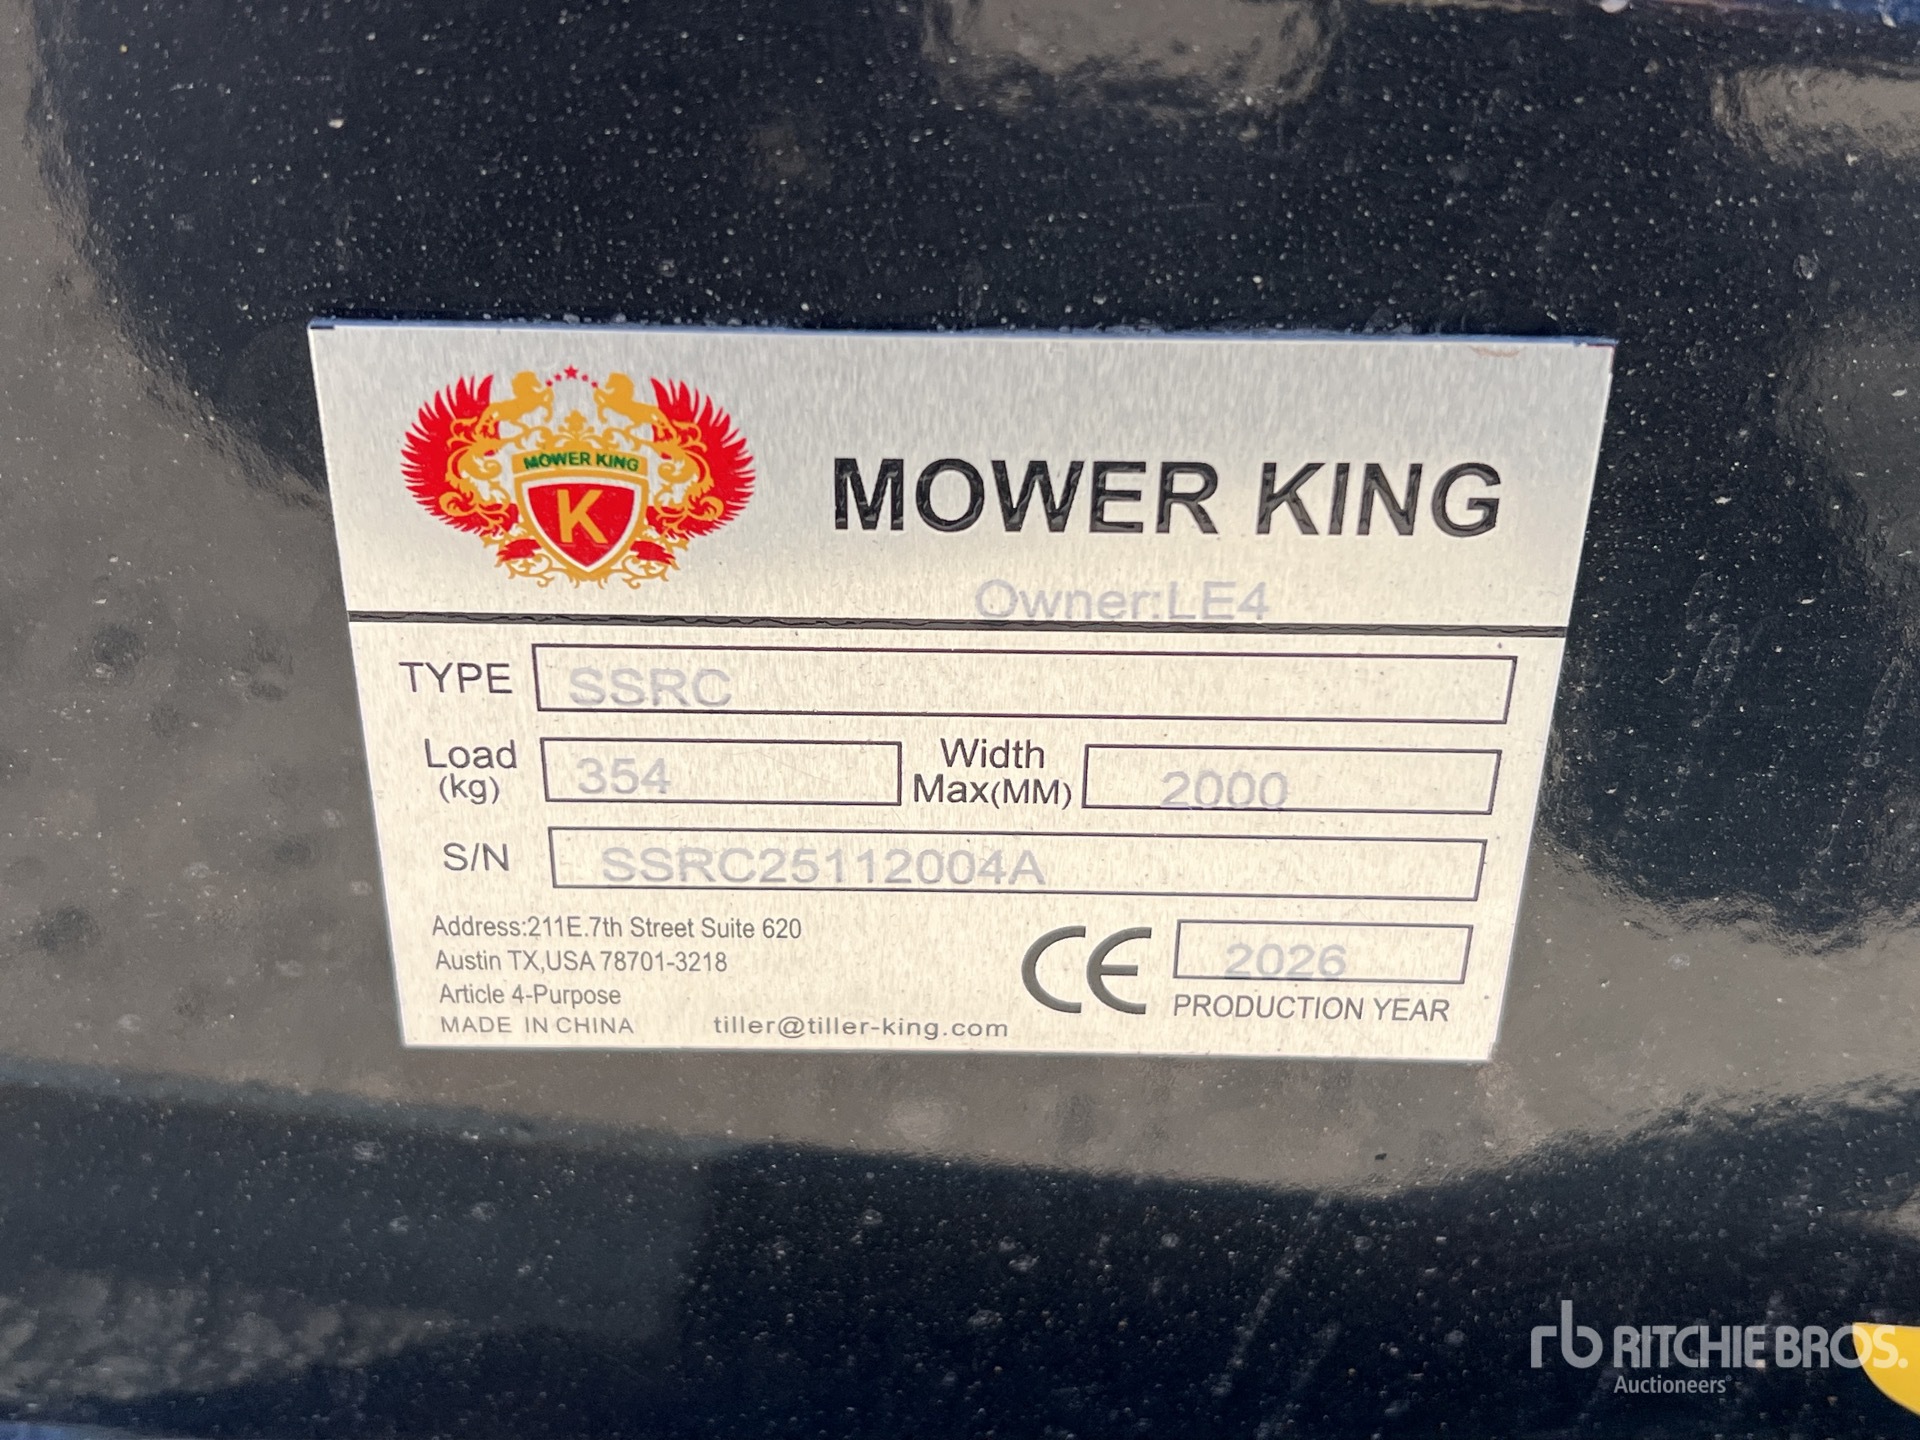 MOWER KING
K
MOWER KING
Owner:LE4
TYPE SSRC
Load (kg) 354 Width Max(MM) 2000
S/N SSRC25112004A
Address:211E.7th Street Suite 620
Austin TX,USA 78701-3218
Article 4-Purpose
MADE IN CHINA tiller@tiller-king.com
CE 2026
PRODUCTION YEAR
rb RITCHIE BROS.
Auctioneers